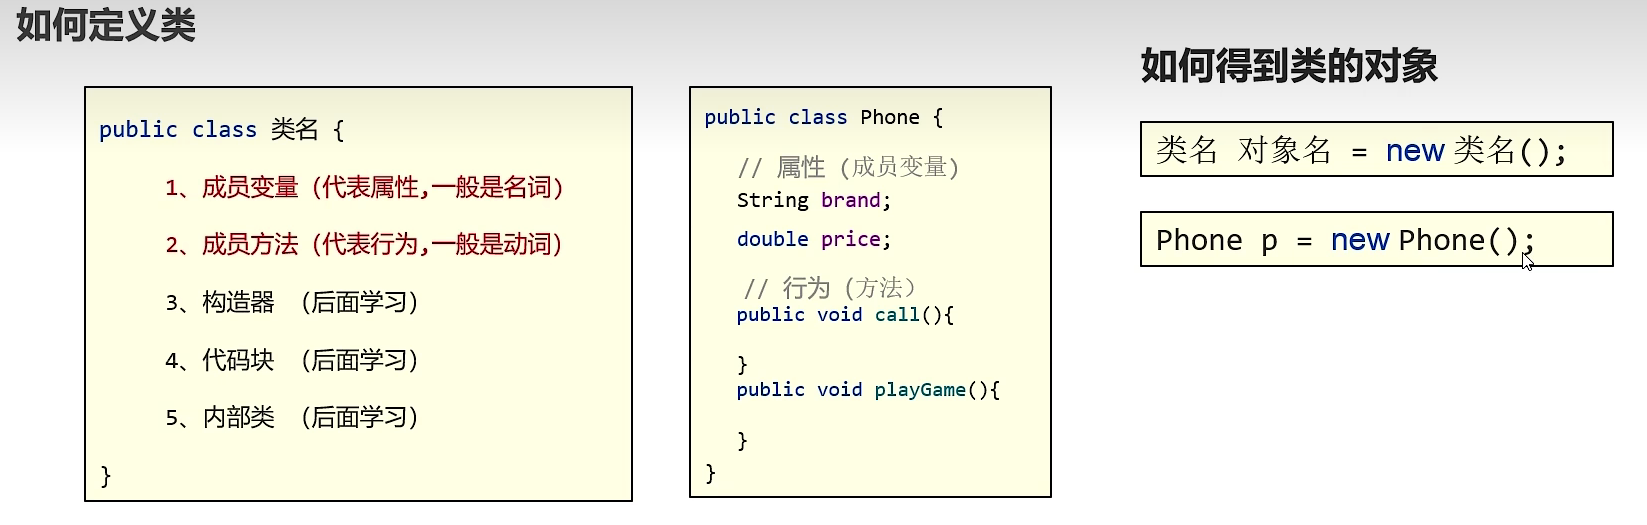 如何定义类
public class 类名 {
1、成员变量 (代表属性,一般是名词)
2、成员方法 (代表行为,一般是动词)
3、构造器 (后面学习)
4、代码块 (后面学习)
5、内部类 (后面学习)
}
public class Phone {
// 属性 (成员变量)
String brand;
double price;
// 行为 (方法)
public void call(){
}
public void playGame(){
}
}
如何得到类的对象
类名 对象名 = new 类名();
Phone p = new Phone();